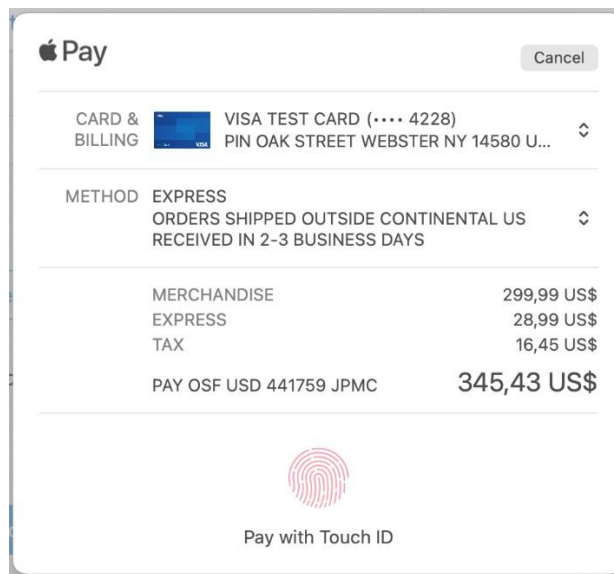 Pay
Cancel
CARD & BILLING
VISA TEST CARD (•••• 4228)
PIN OAK STREET WEBSTER NY 14580 U...
METHOD
EXPRESS
ORDERS SHIPPED OUTSIDE CONTINENTAL US
RECEIVED IN 2-3 BUSINESS DAYS
MERCHANDISE 299,99 US$
EXPRESS 28,99 US$
TAX 16,45 US$
PAY OSF USD 441759 JPMC 345,43 US$
Pay with Touch ID